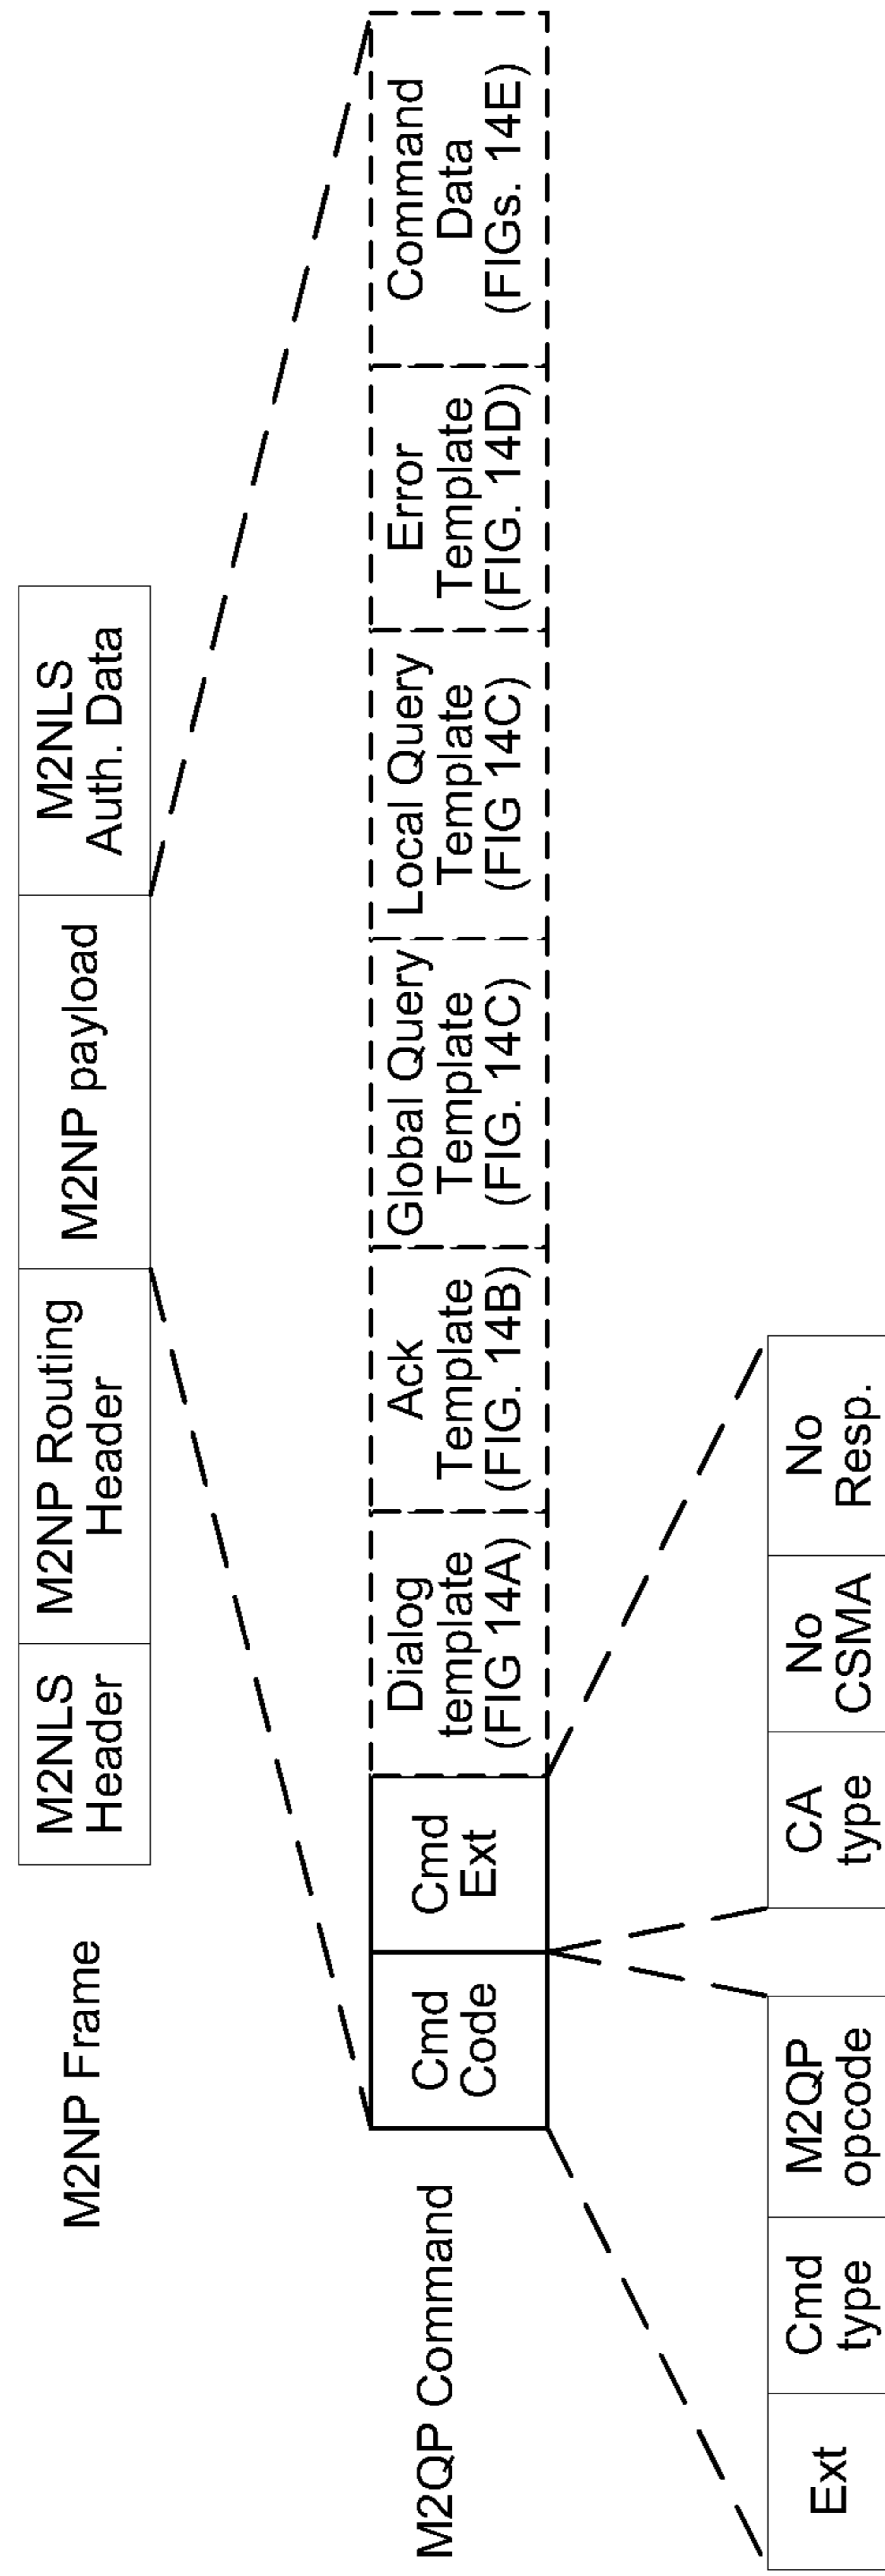 M2NP Frame
M2NLS
Header
M2NP Routing
Header
M2NP payload
M2NLS
Auth. Data
M2QP Command
Cmd
Code
Cmd
Ext
Dialog
template
(FIG 14A)
Ack
Template
(FIG. 14B)
Global Query
Template
(FIG. 14C)
Local Query
Template
(FIG 14C)
Error
Template
(FIG. 14D)
Command
Data
(FIGs. 14E)
Ext
Cmd
type
M2QP
opcode
CA
type
No
CSMA
No
Resp.